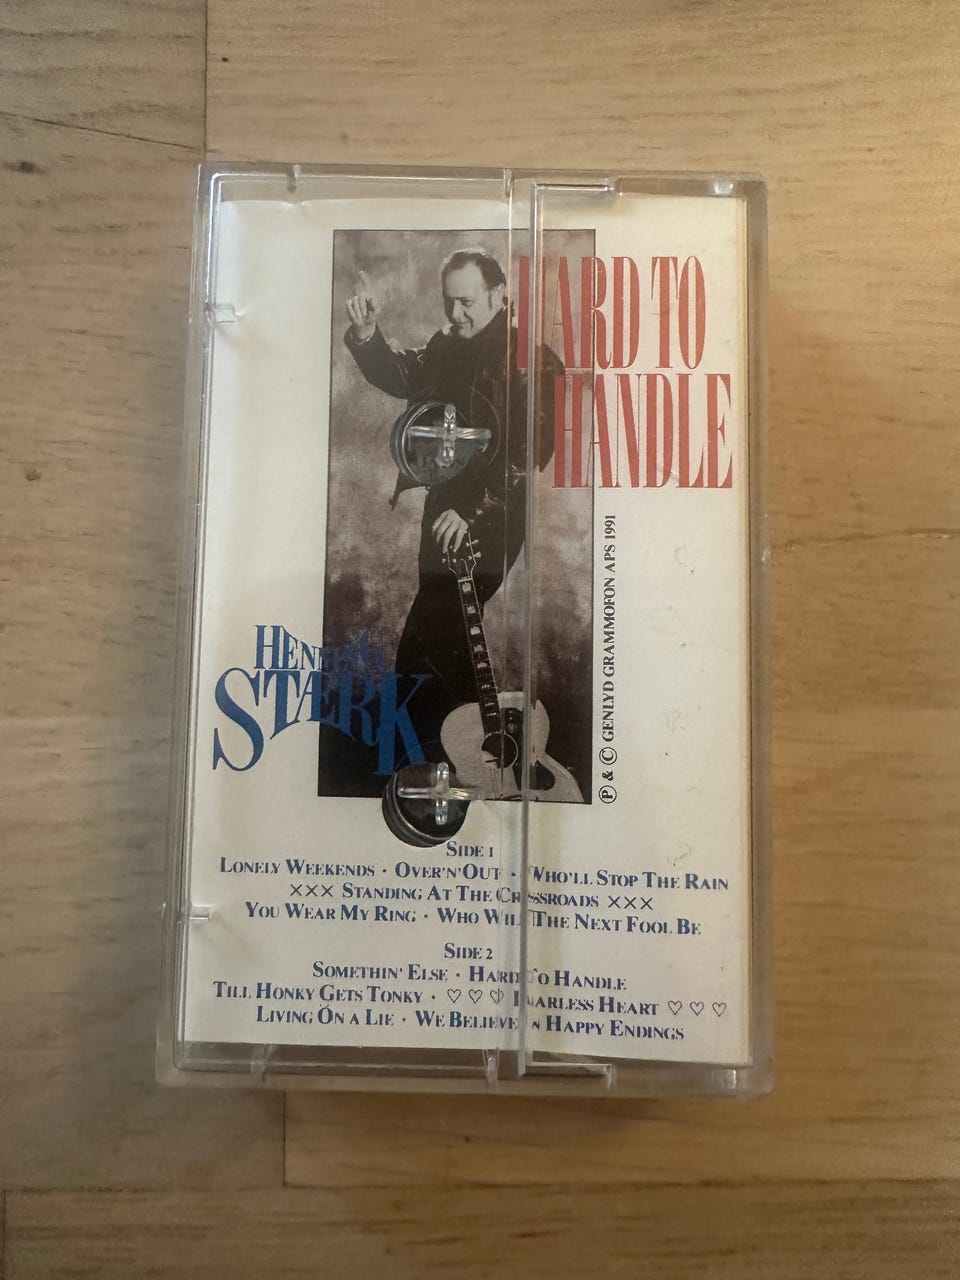 HARD TO
HANDLE
Ⓟ & © GENLYD GRAMMOFON APS 1991
HENNING
STÆRK
SIDE 1
LONELY WEEKENDS · OVER'N'OUT · WHO'LL STOP THE RAIN
××× STANDING AT THE CROSSROADS ×××
YOU WEAR MY RING · WHO WILL THE NEXT FOOL BE
SIDE 2
SOMETHIN' ELSE · HARD TO HANDLE
TILL HONKY GETS TONKY · ♡ ♡ ♡ FEARLESS HEART ♡ ♡ ♡
LIVING ON A LIE · WE BELIEVE IN HAPPY ENDINGS